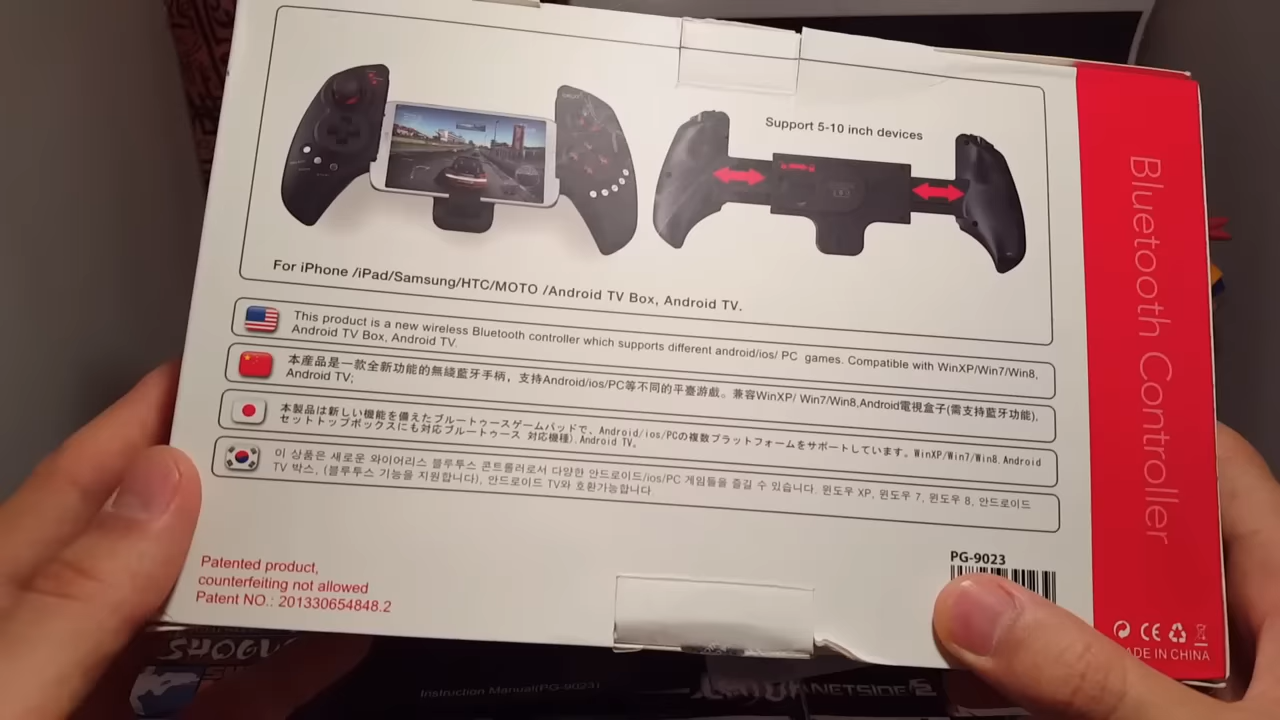 Support 5-10 inch devices
For iPhone /iPad/Samsung/HTC/MOTO /Android TV Box, Android TV.
This product is a new wireless Bluetooth controller which supports different android/ios/ PC games. Compatible with WinXP/Win7/Win8,
Android TV Box, Android TV.
本産品是一款全新功能的無綫藍牙手柄，支持Android/ios/PC等不同的平臺游戲。兼容WinXP/ Win7/Win8,Android電視盒子(需支持藍牙功能),
Android TV;
本製品は新しい機能を備えたブルートゥースゲームパッドで、Android/ios/PCの複数プラットフォームをサポートしています。WinXP/Win7/Win8,Android
セットトップボックスにも対応ブルートゥース 対応機種),Android TV。
이 상품은 새로운 와이어리스 블루투스 콘트롤러로서 다양한 안드로이드/ios/PC 게임들을 즐길 수 있습니다. 윈도우 XP, 윈도우 7, 윈도우 8, 안드로이드
TV 박스, (블루투스 기능을 지원합니다), 안드로이드 TV와 호환가능합니다.
Patented product,
counterfeiting not allowed
Patent NO.: 201330654848.2
PG-9023
Bluetooth Controller
CE
ADE IN CHINA
Instruction Manual(PG-9023)
NETSIDE 2